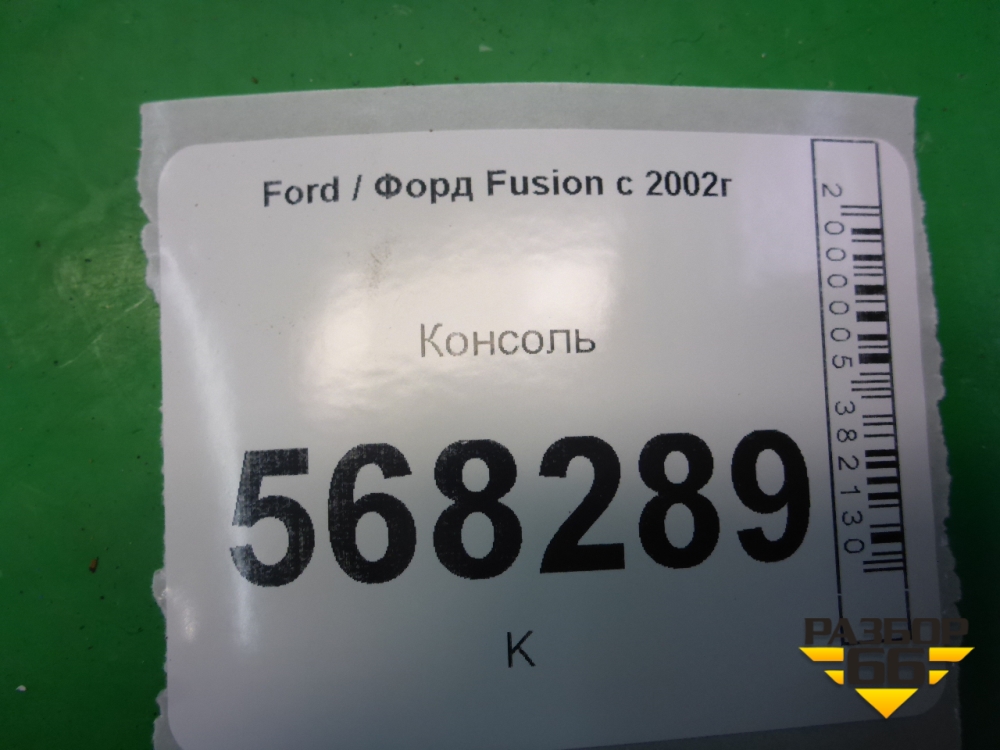 Ford / Форд Fusion с 2002г
Консоль
568289
К
2000005382130
РАЗБОР
66